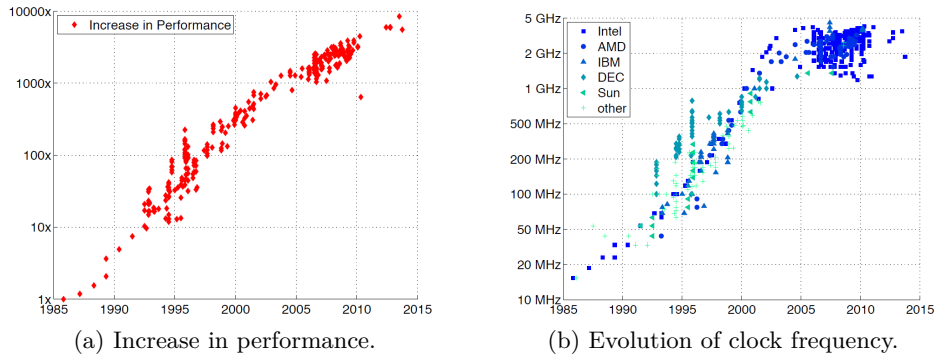 10000x
1000x
100x
10x
1x
1985 1990 1995 2000 2005 2010 2015
Increase in Performance
(a) Increase in performance.
5 GHz
2 GHz
1 GHz
500 MHz
200 MHz
100 MHz
50 MHz
20 MHz
10 MHz
1985 1990 1995 2000 2005 2010 2015
Intel
AMD
IBM
DEC
Sun
other
(b) Evolution of clock frequency.